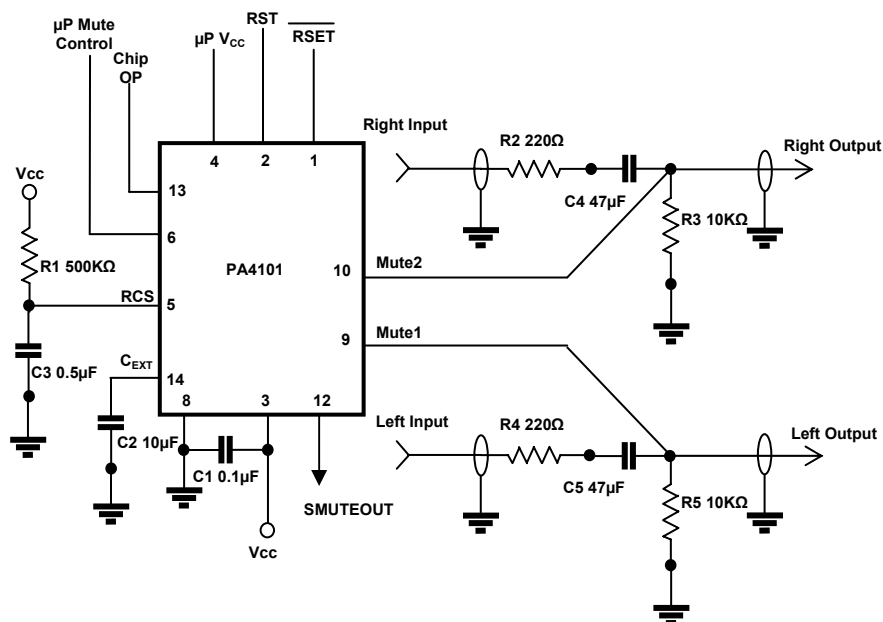 µP Mute
Control
Chip
OP
µP VCC
RST
RSET
Right Input
R2 220Ω
Right Output
4
2
1
13
C4 47µF
Vcc
6
R3 10KΩ
R1 500KΩ
PA4101
10
Mute2
RCS
5
9
Mute1
CEXT
14
C3 0.5µF
8
3
12
Left Input
R4 220Ω
Left Output
C2 10µF
C1 0.1µF
C5 47µF
R5 10KΩ
SMUTEOUT
Vcc